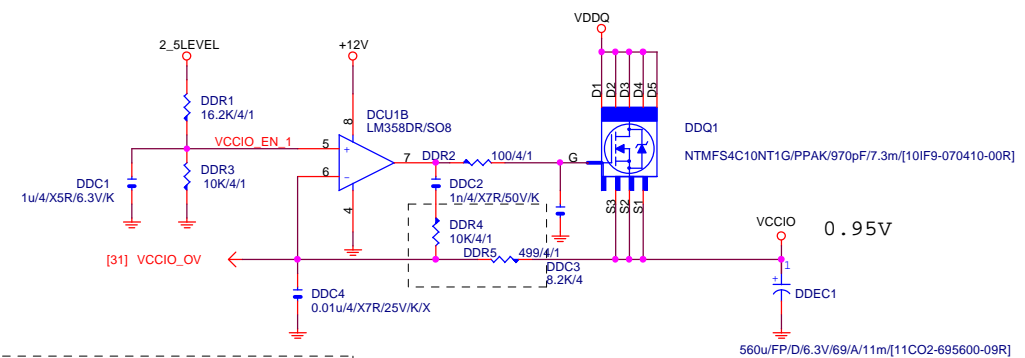 VDDQ
2_5LEVEL
+12V
D1
D2
D3
D4
D5
DDR1
16.2K/4/1
DCU1B
LM358DR/SO8
8
DDQ1
VCCIO_EN_1
5
+
7
DDR2
100/4/1
G
NTMFS4C10NT1G/PPAK/970pF/7.3m/[10IF9-070410-00R]
6
-
DDC1
1u/4/X5R/6.3V/K
DDR3
10K/4/1
4
DDC2
1n/4/X7R/50V/K
S3
S2
S1
DDR4
10K/4/1
VCCIO
0.95V
[31] VCCIO_OV
DDR5
499/4/1
DDC3
8.2K/4
1
+
DDC4
0.01u/4/X7R/25V/K/X
DDEC1
560u/FP/D/6.3V/69/A/11m/[11CO2-695600-09R]